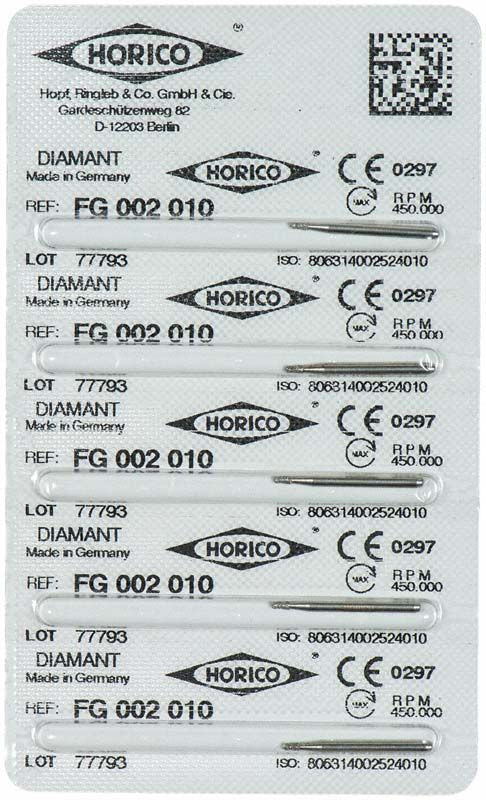 HORICO ®
Hopf, Ringleb & Co. GmbH & Cie.
Gardeschützenweg 82
D-12203 Berlin
DIAMANT
Made in Germany
HORICO ®
CE 0297
REF: FG 002 010
MAX RPM 450.000
LOT 77793 ISO: 806314002524010
DIAMANT
Made in Germany
HORICO ®
CE 0297
REF: FG 002 010
MAX RPM 450.000
LOT 77793 ISO: 806314002524010
DIAMANT
Made in Germany
HORICO ®
CE 0297
REF: FG 002 010
MAX RPM 450.000
LOT 77793 ISO: 806314002524010
DIAMANT
Made in Germany
HORICO ®
CE 0297
REF: FG 002 010
MAX RPM 450.000
LOT 77793 ISO: 806314002524010
DIAMANT
Made in Germany
HORICO ®
CE 0297
REF: FG 002 010
MAX RPM 450.000
LOT 77793 ISO: 806314002524010